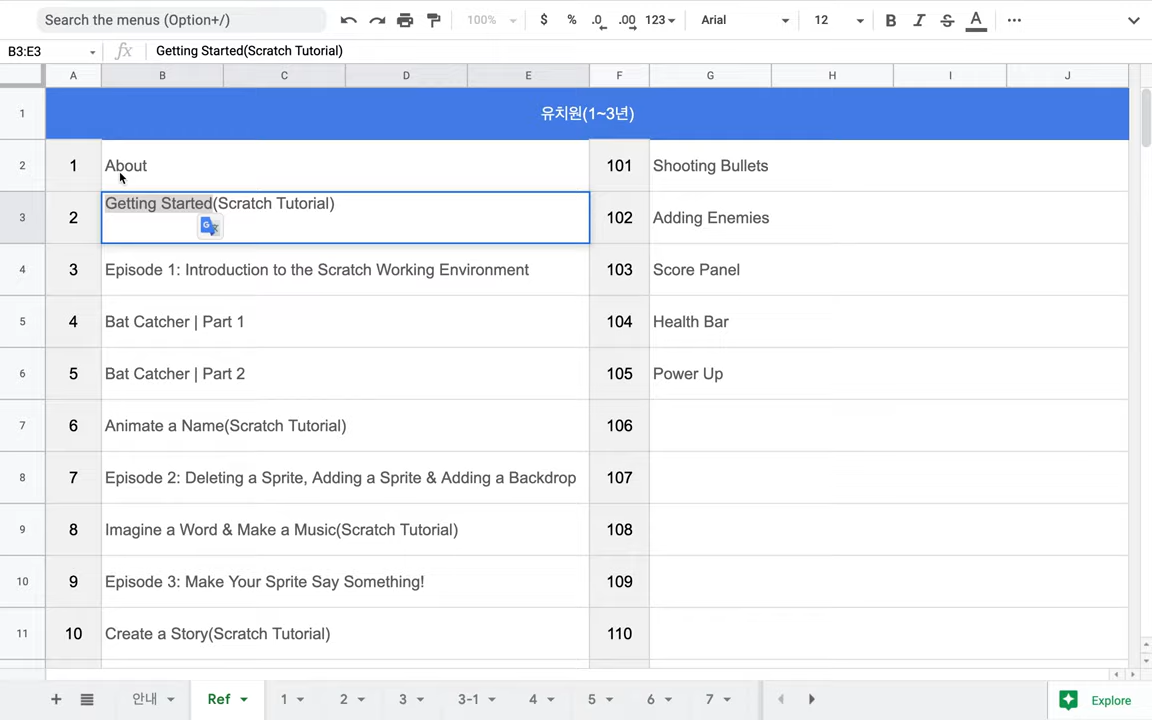 Search the menus (Option+/)
100%
$ % .0 .00 123
Arial
12
B I S A
B3:E3 fx Getting Started(Scratch Tutorial)
A B C D E F G H I J
1 유치원(1~3년)
2 1 About 101 Shooting Bullets
3 2 Getting Started(Scratch Tutorial) 102 Adding Enemies
4 3 Episode 1: Introduction to the Scratch Working Environment 103 Score Panel
5 4 Bat Catcher | Part 1 104 Health Bar
6 5 Bat Catcher | Part 2 105 Power Up
7 6 Animate a Name(Scratch Tutorial) 106
8 7 Episode 2: Deleting a Sprite, Adding a Sprite & Adding a Backdrop 107
9 8 Imagine a Word & Make a Music(Scratch Tutorial) 108
10 9 Episode 3: Make Your Sprite Say Something! 109
11 10 Create a Story(Scratch Tutorial) 110
안내 Ref 1 2 3 3-1 4 5 6 7 Explore